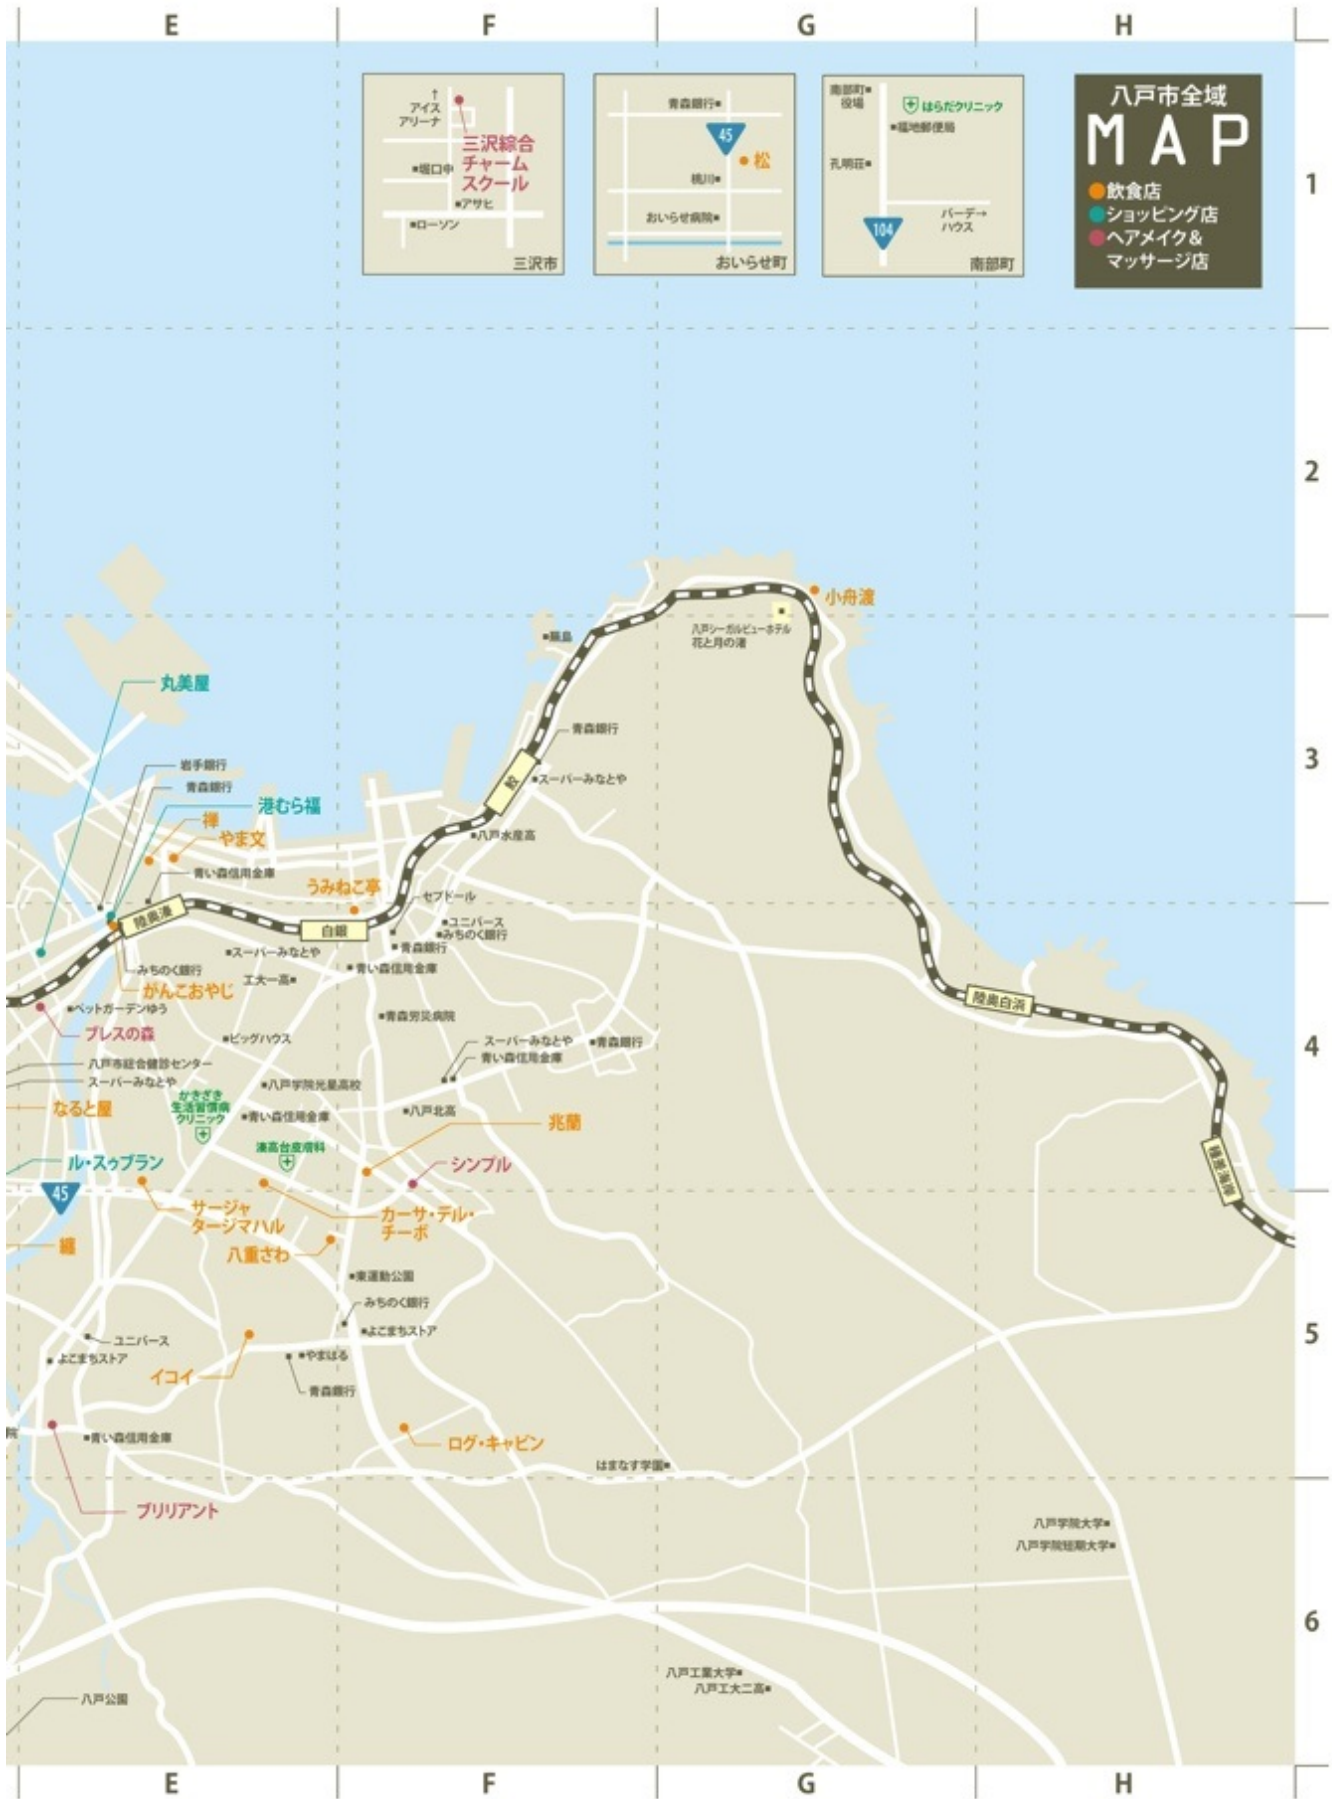 E
F
G
H
↑
アイス
アリーナ
三沢綜合
チャーム
スクール
堀口中
アサヒ
ローソン
三沢市
青森銀行
45
松
桃川
おいらせ病院
おいらせ町
南部町
役場
はらだクリニック
福地郵便局
孔明荘
バーデ→
ハウス
104
南部町
八戸市全域
MAP
飲食店
ショッピング店
ヘアメイク&
マッサージ店
1
2
小舟渡
八戸シーガルビューホテル
花と月の渚
蕪島
丸美屋
青森銀行
岩手銀行
3
スーパーみなとや
鮫
青森銀行
港むら福
禅
やま文
八戸水産高
青い森信用金庫
うみねこ亭
セブドール
陸奥湊
白銀
ユニバース
みちのく銀行
青森銀行
スーパーみなとや
青い森信用金庫
みちのく銀行
工大一高
がんこおやじ
陸奥白浜
ペットガーデンゆう
青森労災病院
ブレスの森
ビッグハウス
スーパーみなとや
青森銀行
4
青い森信用金庫
八戸市総合健診センター
スーパーみなとや
八戸学院光星高校
かきざき
生活習慣病
クリニック
なると屋
青い森信用金庫
八戸北高
兆蘭
湊高台皮膚科
種差海岸
ル・スゥブラン
シンプル
45
サージャ
タージマハル
カーサ・デル・
チーボ
纏
八重さわ
東運動公園
みちのく銀行
よこまちストア
5
ユニバース
よこまちストア
やまはる
イコイ
青森銀行
院
青い森信用金庫
ログ・キャビン
はまなす学園
ブリリアント
八戸学院大学
八戸学院短期大学
6
八戸工業大学
八戸工大二高
八戸公園
E
F
G
H